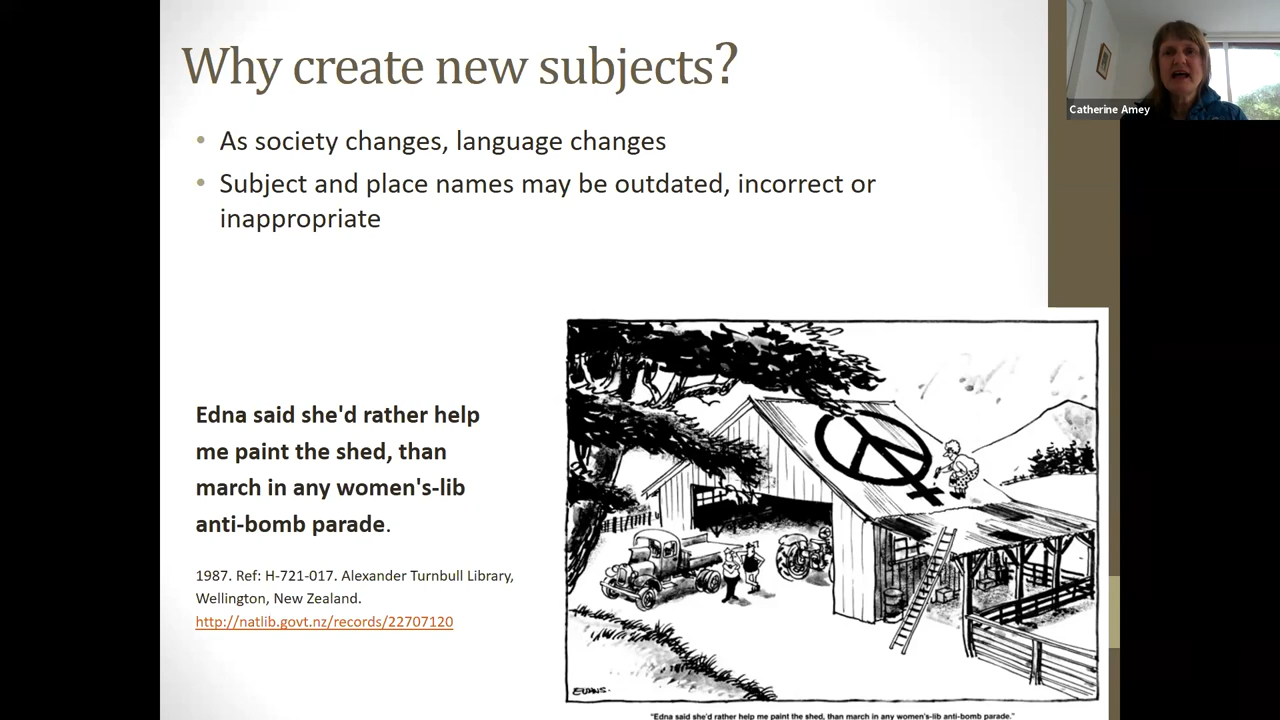 Why create new subjects?
• As society changes, language changes
• Subject and place names may be outdated, incorrect or
inappropriate
Edna said she'd rather help
me paint the shed, than
march in any women's-lib
anti-bomb parade.
1987. Ref: H-721-017. Alexander Turnbull Library,
Wellington, New Zealand.
http://natlib.govt.nz/records/22707120
Catherine Amey
EVANS.
"Edna said she'd rather help me paint the shed, than march in any women's-lib anti-bomb parade."